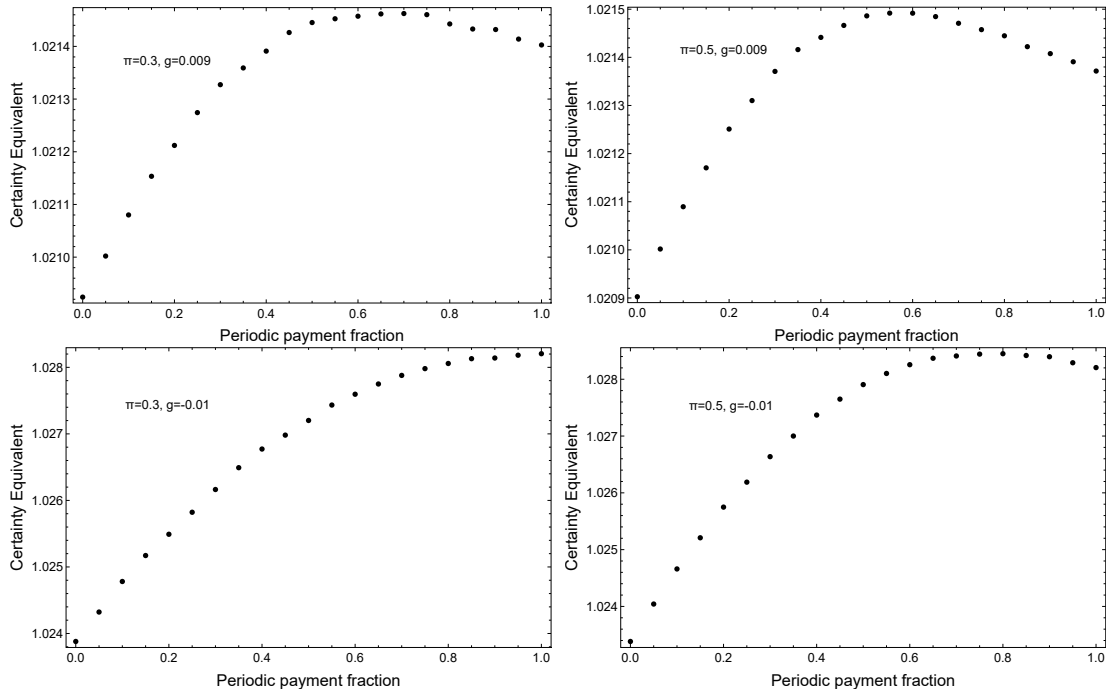 1.0214
1.0213
1.0212
1.0211
1.0210
Certainty Equivalent
π=0.3, g=0.009
0.0 0.2 0.4 0.6 0.8 1.0
Periodic payment fraction
1.0215
1.0214
1.0213
1.0212
1.0211
1.0210
1.0209
Certainty Equivalent
π=0.5, g=0.009
0.0 0.2 0.4 0.6 0.8 1.0
Periodic payment fraction
1.028
1.027
1.026
1.025
1.024
Certainty Equivalent
π=0.3, g=-0.01
0.0 0.2 0.4 0.6 0.8 1.0
Periodic payment fraction
1.028
1.027
1.026
1.025
1.024
Certainty Equivalent
π=0.5, g=-0.01
0.0 0.2 0.4 0.6 0.8 1.0
Periodic payment fraction